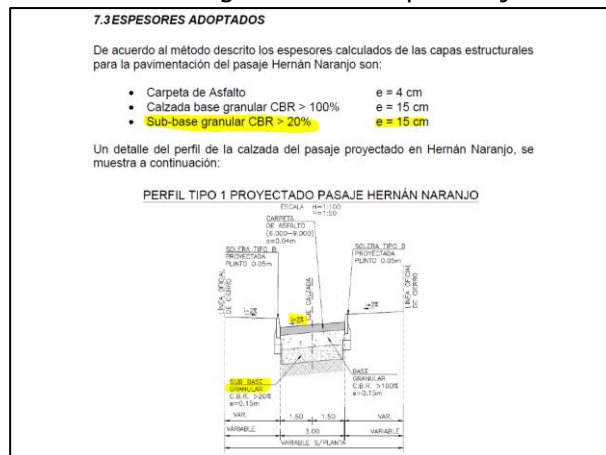 7.3 ESPESORES ADOPTADOS
De acuerdo al método descrito los espesores calculados de las capas estructurales
para la pavimentación del pasaje Hernán Naranjo son:
• Carpeta de Asfalto e = 4 cm
• Calzada base granular CBR > 100% e = 15 cm
• Sub-base granular CBR > 20% e = 15 cm
Un detalle del perfil de la calzada del pasaje proyectado en Hernán Naranjo, se
muestra a continuación:
PERFIL TIPO 1 PROYECTADO PASAJE HERNÁN NARANJO
ESCALA H=1:100
V=1:50
CARPETA
DE ASFALTO
(6.000-9.000)
e=0.04m
SOLERA TIPO B
PROYECTADA
PLINTO 0.05m
SOLERA TIPO B
PROYECTADA
PLINTO 0.05m
LINEA OFICIAL
DE CIERRO
EJE CALZADA
LINEA OFICIAL
DE CIERRO
i=2%
i=2%
i=2%
SUB BASE
GRANULAR
C.B.R. >20%
e=0.15m
BASE
GRANULAR
C.B.R. >100%
e=0.15m
VAR. 1.50 1.50 VAR.
VARIABLE 3.00 VARIABLE
VARIABLE S/PLANTA